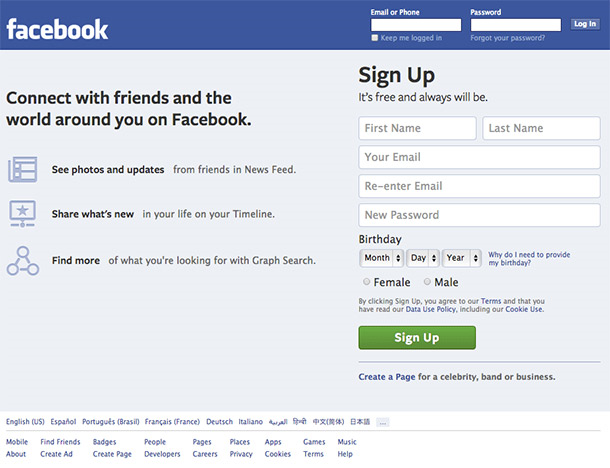 facebook
Email or Phone
Password
Log In
Keep me logged in
Forgot your password?
Connect with friends and the
world around you on Facebook.
See photos and updates from friends in News Feed.
Share what's new in your life on your Timeline.
Find more of what you're looking for with Graph Search.
Sign Up
It's free and always will be.
First Name
Last Name
Your Email
Re-enter Email
New Password
Birthday
Month
Day
Year
Why do I need to provide
my birthday?
Female
Male
By clicking Sign Up, you agree to our Terms and that you
have read our Data Use Policy, including our Cookie Use.
Sign Up
Create a Page for a celebrity, band or business.
English (US) Español Português (Brasil) Français (France) Deutsch Italiano العربية हिन्दी 中文(简体) 日本語 ...
Mobile Find Friends Badges People Pages Places Apps Games Music
About Create Ad Create Page Developers Careers Privacy Cookies Terms Help